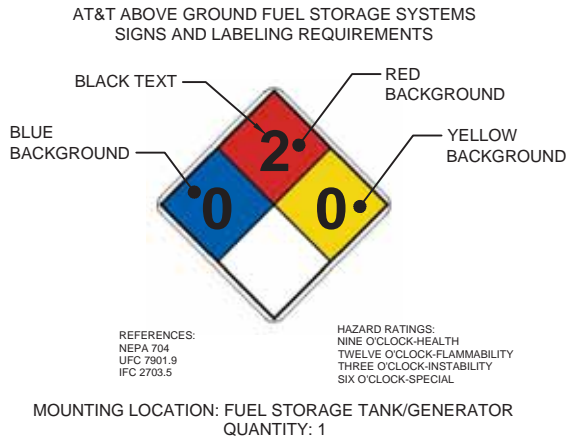 AT&T ABOVE GROUND FUEL STORAGE SYSTEMS
SIGNS AND LABELING REQUIREMENTS
BLACK TEXT
RED
BACKGROUND
BLUE
BACKGROUND
YELLOW
BACKGROUND
2
0
0
REFERENCES:
NEPA 704
UFC 7901.9
IFC 2703.5
HAZARD RATINGS:
NINE O'CLOCK-HEALTH
TWELVE O'CLOCK-FLAMMABILITY
THREE O'CLOCK-INSTABILITY
SIX O'CLOCK-SPECIAL
MOUNTING LOCATION: FUEL STORAGE TANK/GENERATOR
QUANTITY: 1